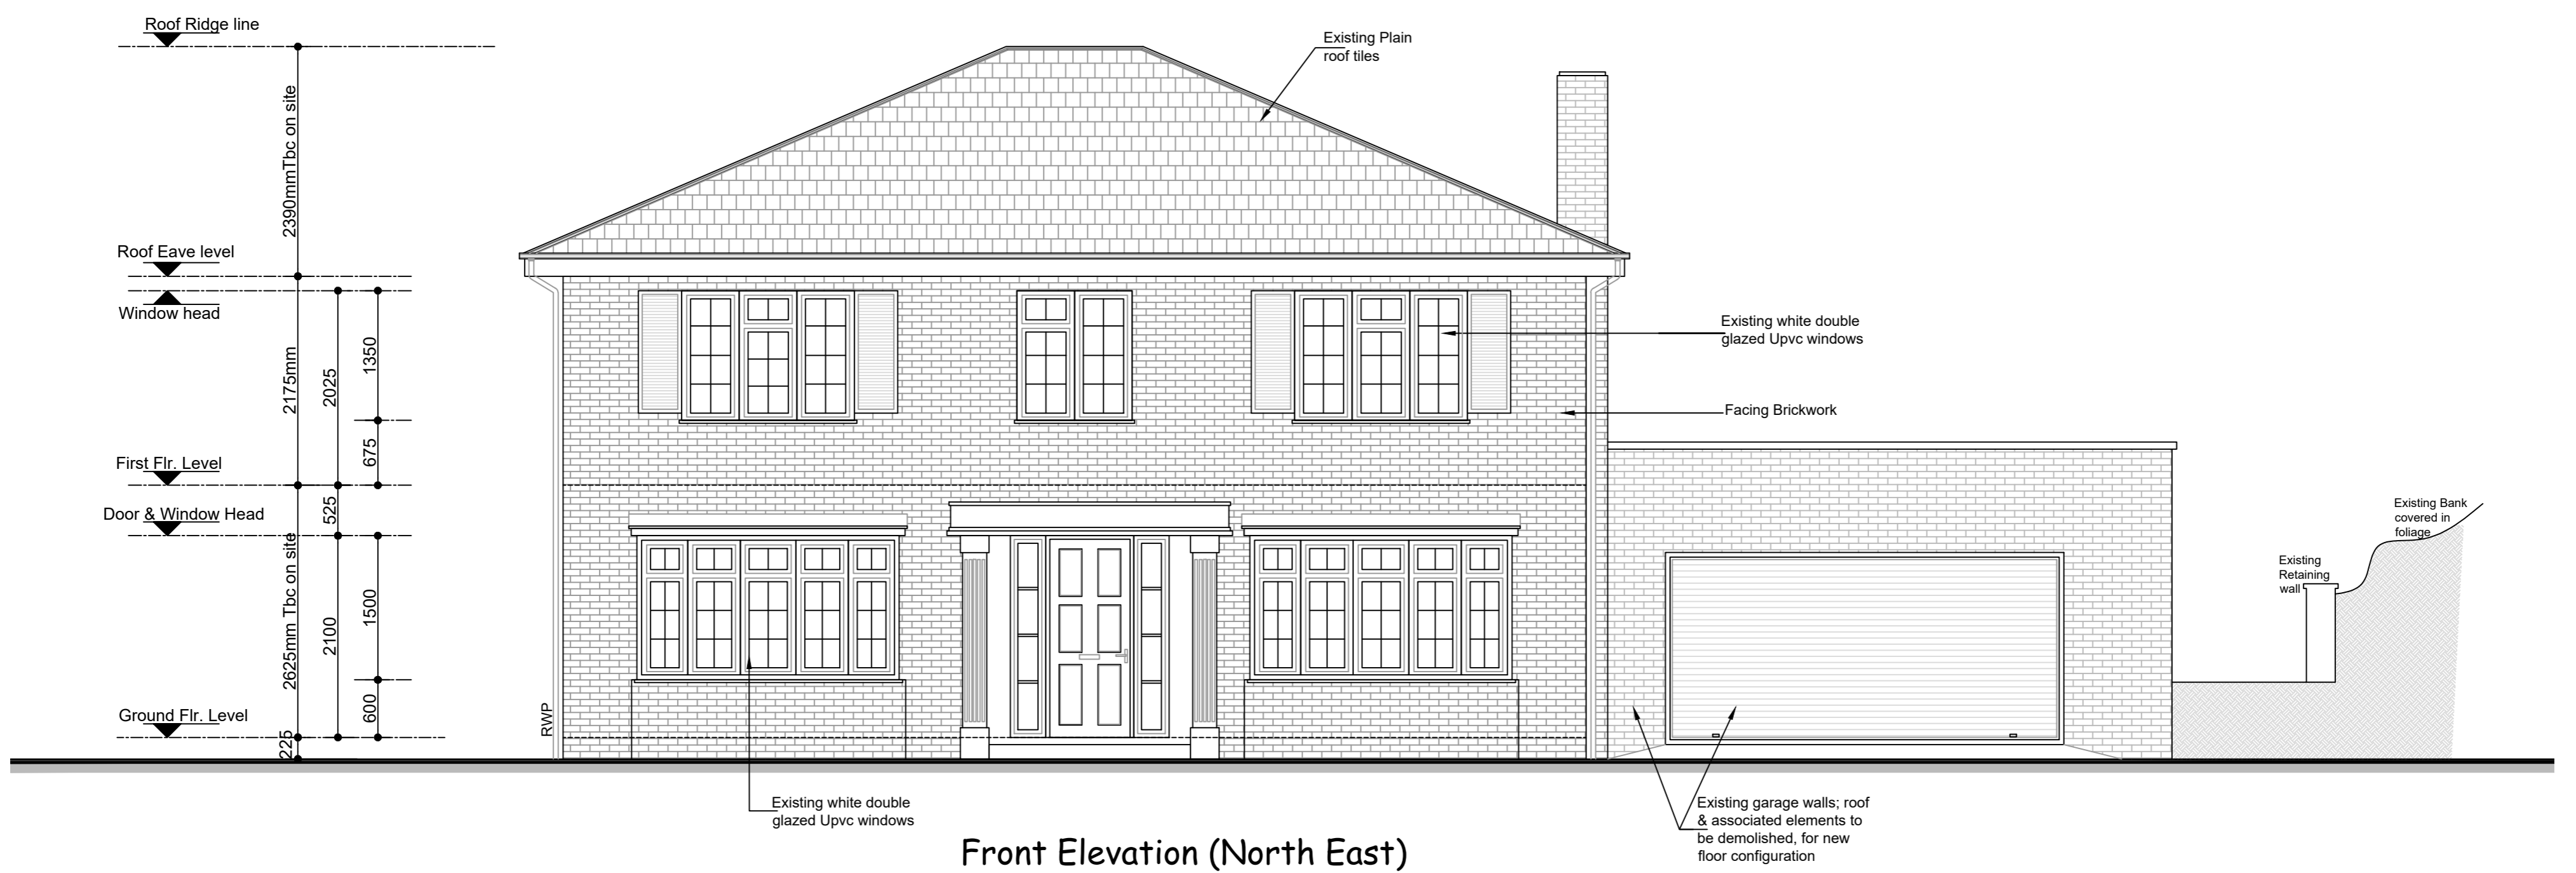 Roof Ridge line
2390mmTbc on site
Roof Eave level
Window head
2175mm
2025
1350
675
First Flr. Level
525
Door & Window Head
2625mm Tbc on site
2100
1500
600
Ground Flr. Level
225
RWP
Existing Plain
roof tiles
Existing white double
glazed Upvc windows
Facing Brickwork
Existing Bank
covered in
foliage
Existing
Retaining
wall
Existing white double
glazed Upvc windows
Existing garage walls; roof
& associated elements to
be demolished, for new
floor configuration
Front Elevation (North East)